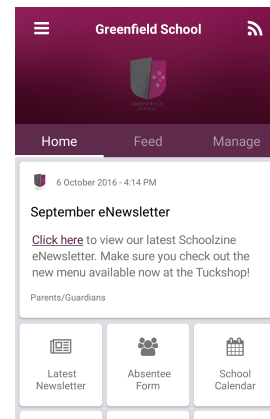 Greenfield School
GREENFIELD
SCHOOL
Home Feed Manage
6 October 2016 - 4:14 PM
September eNewsletter
Click here to view our latest Schoolzine
eNewsletter. Make sure you check out the
new menu available now at the Tuckshop!
Parents/Guardians
Latest
Newsletter
Absentee
Form
School
Calendar